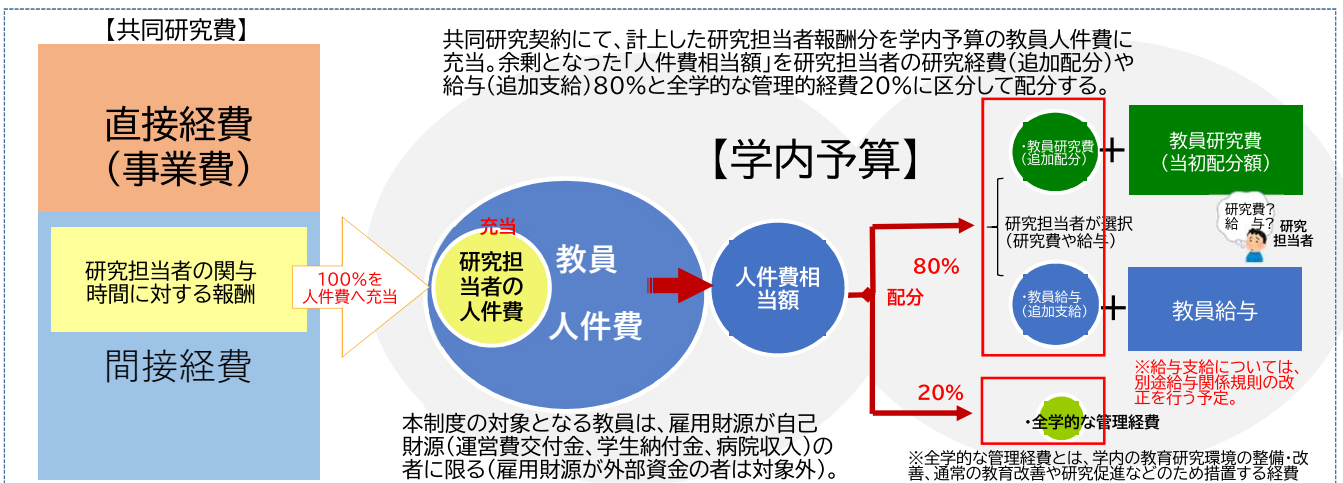 【共同研究費】
直接経費
（事業費）
研究担当者の関与
時間に対する報酬
間接経費
100%を
人件費へ充当
共同研究契約にて、計上した研究担当者報酬分を学内予算の教員人件費に
充当。余剰となった「人件費相当額」を研究担当者の研究経費（追加配分）や
給与（追加支給）80%と全学的な管理的経費20%に区分して配分する。
【学内予算】
充当
研究担
当者の
人件費
教員
人件費
人件費相
当額
配分
80%
20%
・教員研究費
（追加配分）
+
教員研究費
（当初配分額）
研究担当者が選択
（研究費や給与）
研究費?
給　与?
研究
担当者
・教員給与
（追加支給）
+
教員給与
※給与支給については、
別途給与関係規則の改
正を行う予定。
・全学的な管理経費
本制度の対象となる教員は、雇用財源が自己
財源（運営費交付金、学生納付金、病院収入）の
者に限る（雇用財源が外部資金の者は対象外）。
※全学的な管理経費とは、学内の教育研究環境の整備・改
善、通常の教育改善や研究促進などのため措置する経費